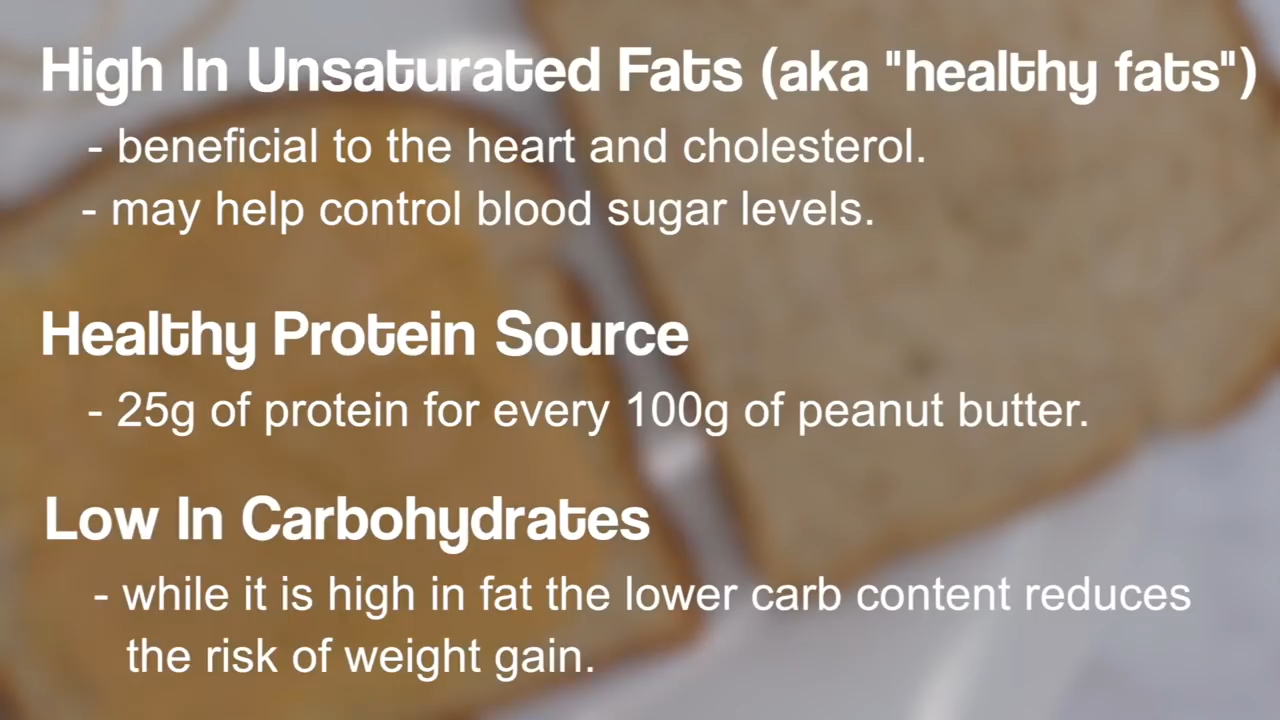 High In Unsaturated Fats (aka "healthy fats")
- beneficial to the heart and cholesterol.
- may help control blood sugar levels.
Healthy Protein Source
- 25g of protein for every 100g of peanut butter.
Low In Carbohydrates
- while it is high in fat the lower carb content reduces
the risk of weight gain.